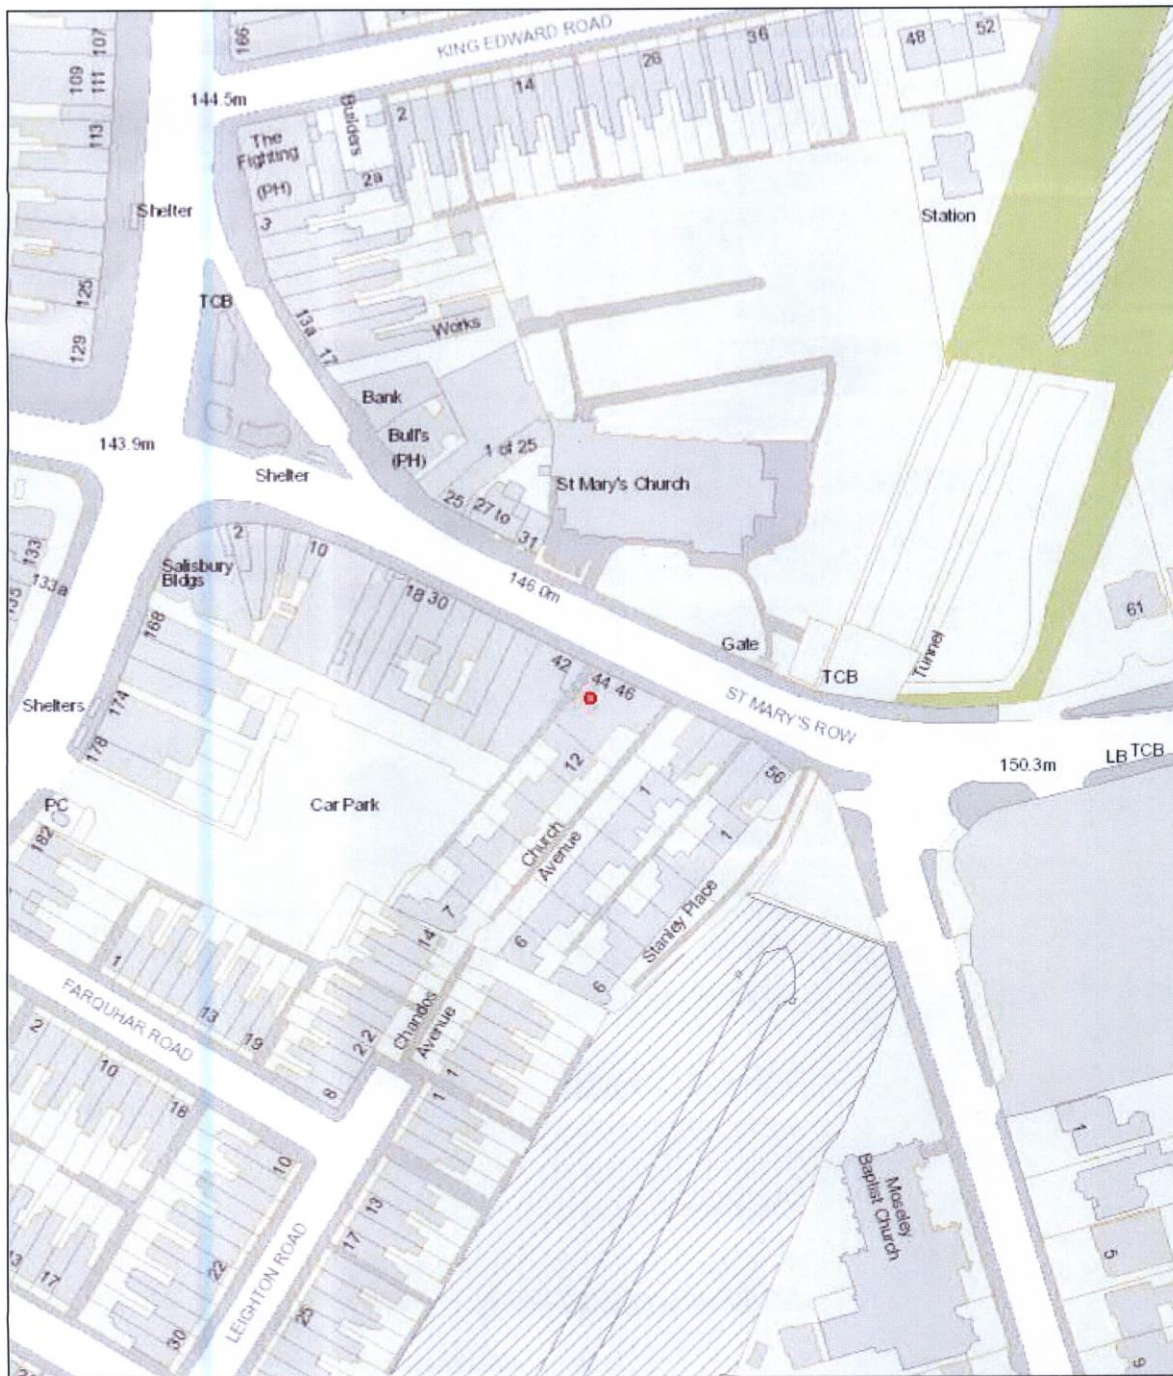 KING EDWARD ROAD
107
109
111
113
166
144.5m
The
Fighting
(PH)
Builders
2
2a
14
26
36
48
52
Station
Shelter
3
125
129
TCB
13a
17
Works
Bank
Bull's
(PH)
1 of 25
25
27 to
31
St Mary's Church
143.9m
Shelter
146.0m
Salisbury
Bldgs
2
10
18
30
133
133a
135
168
174
178
Shelters
42
44
46
Gate
TCB
Tunnel
61
ST MARY'S ROW
150.3m
LB
TCB
PC
182
Car Park
12
Church
Avenue
1
56
1
7
6
Stanley Place
6
14
Chandos
Avenue
1
13
19
22
8
1
1
FARQUHAR ROAD
2
10
18
10
13
17
22
30
LEIGHTON ROAD
13
17
25
Moseley
Baptist Church
1
5
9